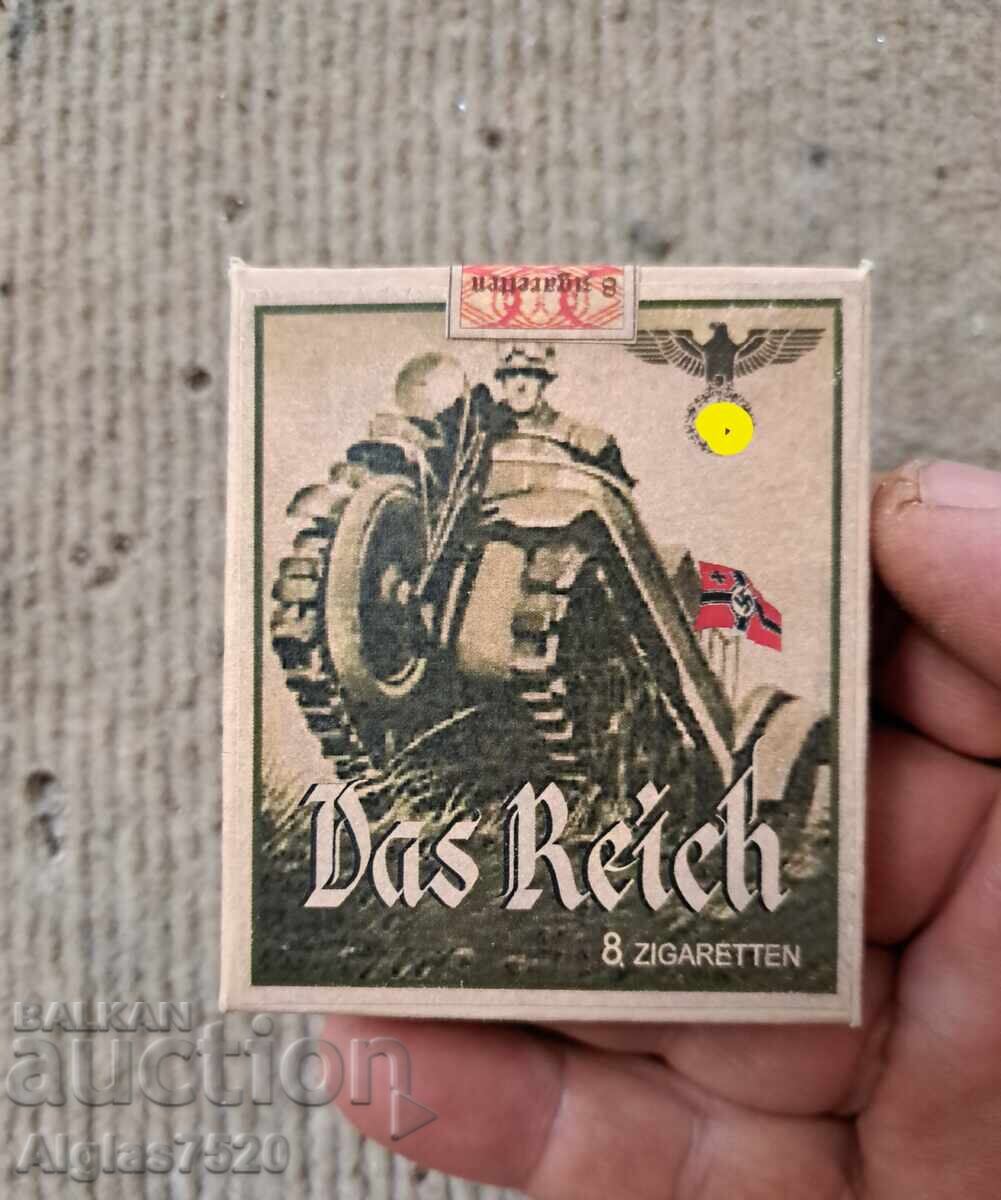 8 zigaretten
Das Reich
8 ZIGARETTEN
BALKAN
auction
Alglas7520